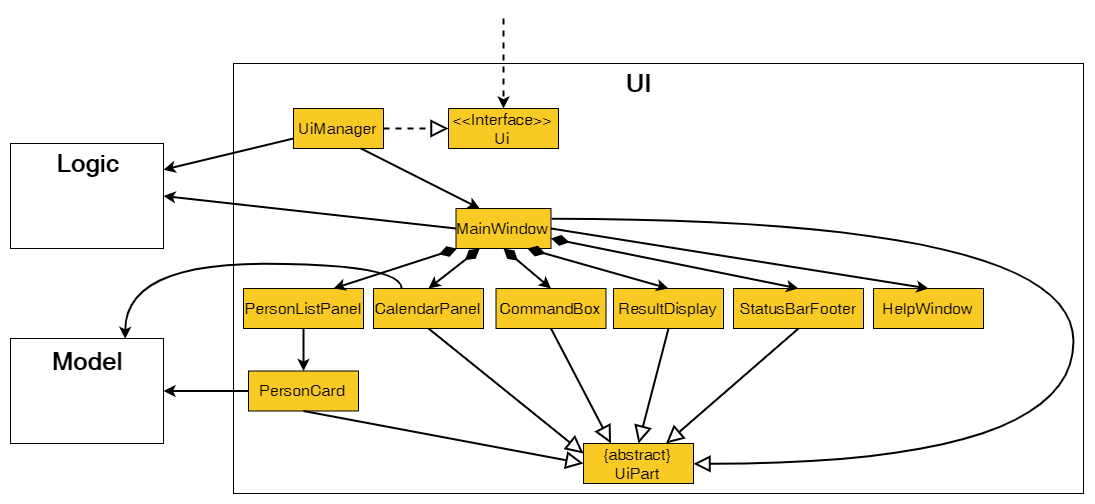 UI
UiManager
<<Interface>>
Ui
Logic
MainWindow
PersonListPanel
CalendarPanel
CommandBox
ResultDisplay
StatusBarFooter
HelpWindow
Model
PersonCard
{abstract}
UiPart